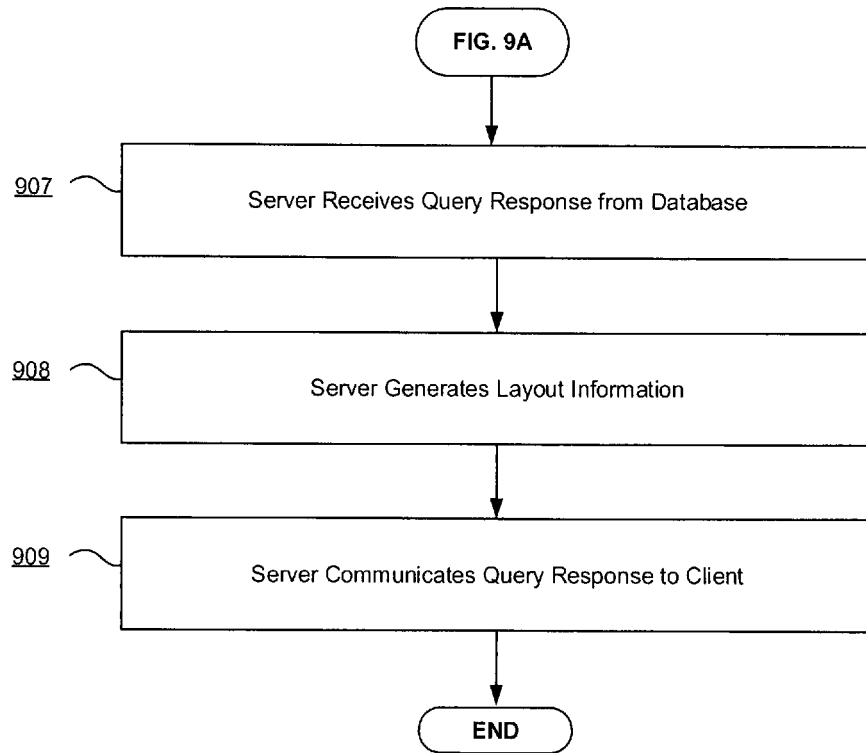 FIG. 9A
907
Server Receives Query Response from Database
908
Server Generates Layout Information
909
Server Communicates Query Response to Client
END